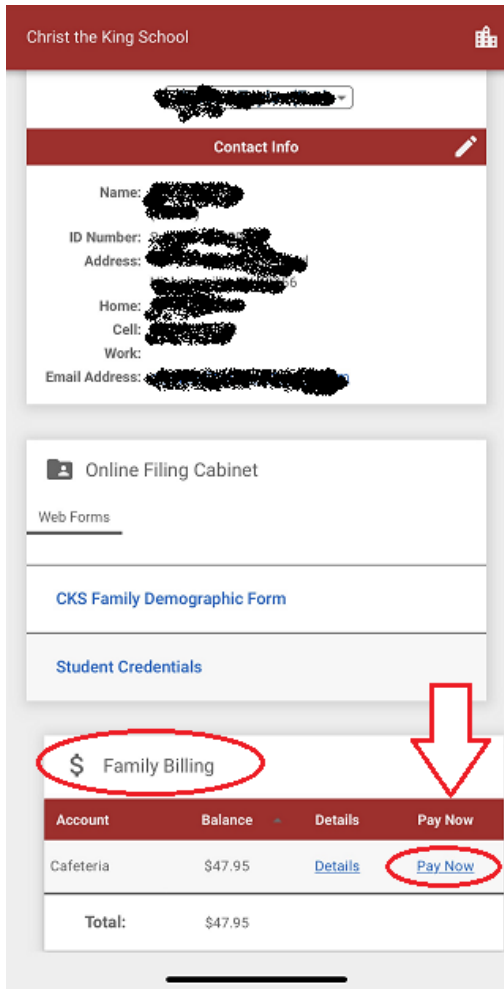 Christ the King School
Contact Info
Name:
ID Number:
Address:
Home:
Cell:
Work:
Email Address:
Online Filing Cabinet
Web Forms
CKS Family Demographic Form
Student Credentials
$ Family Billing
Account Balance Details Pay Now
Cafeteria $47.95 Details Pay Now
Total: $47.95